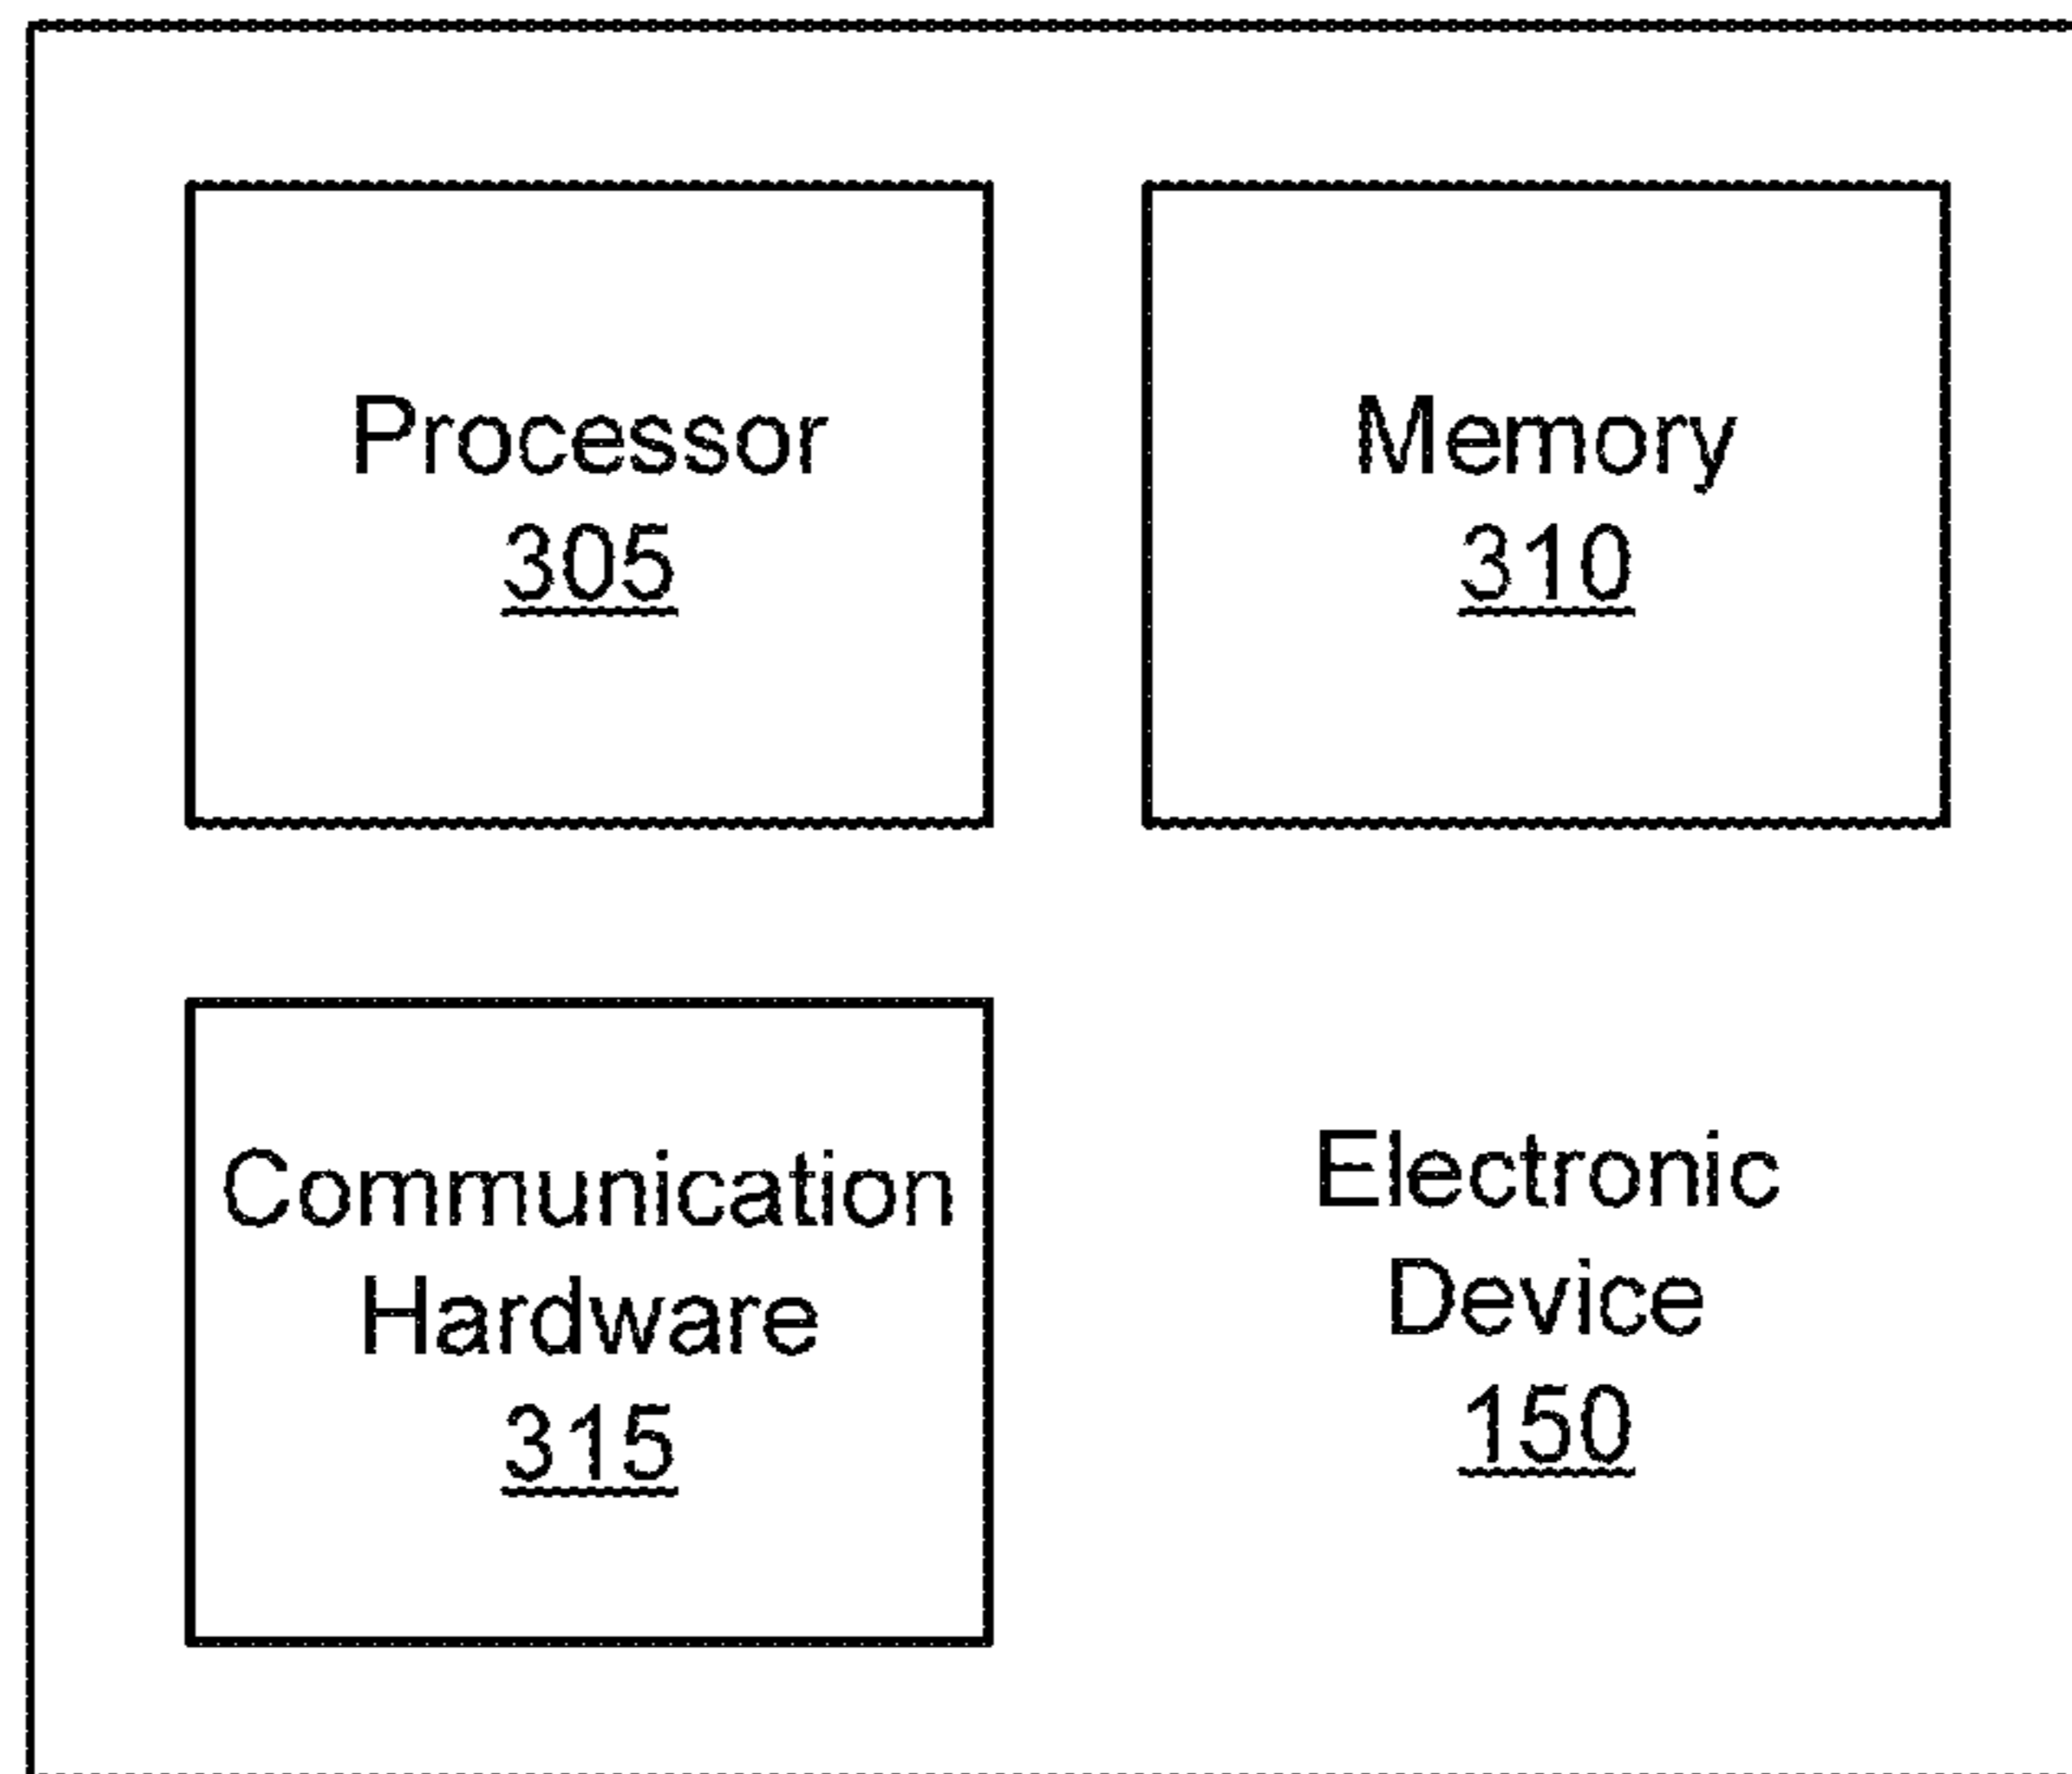 Processor
305
Memory
310
Communication
Hardware
315
Electronic
Device
150